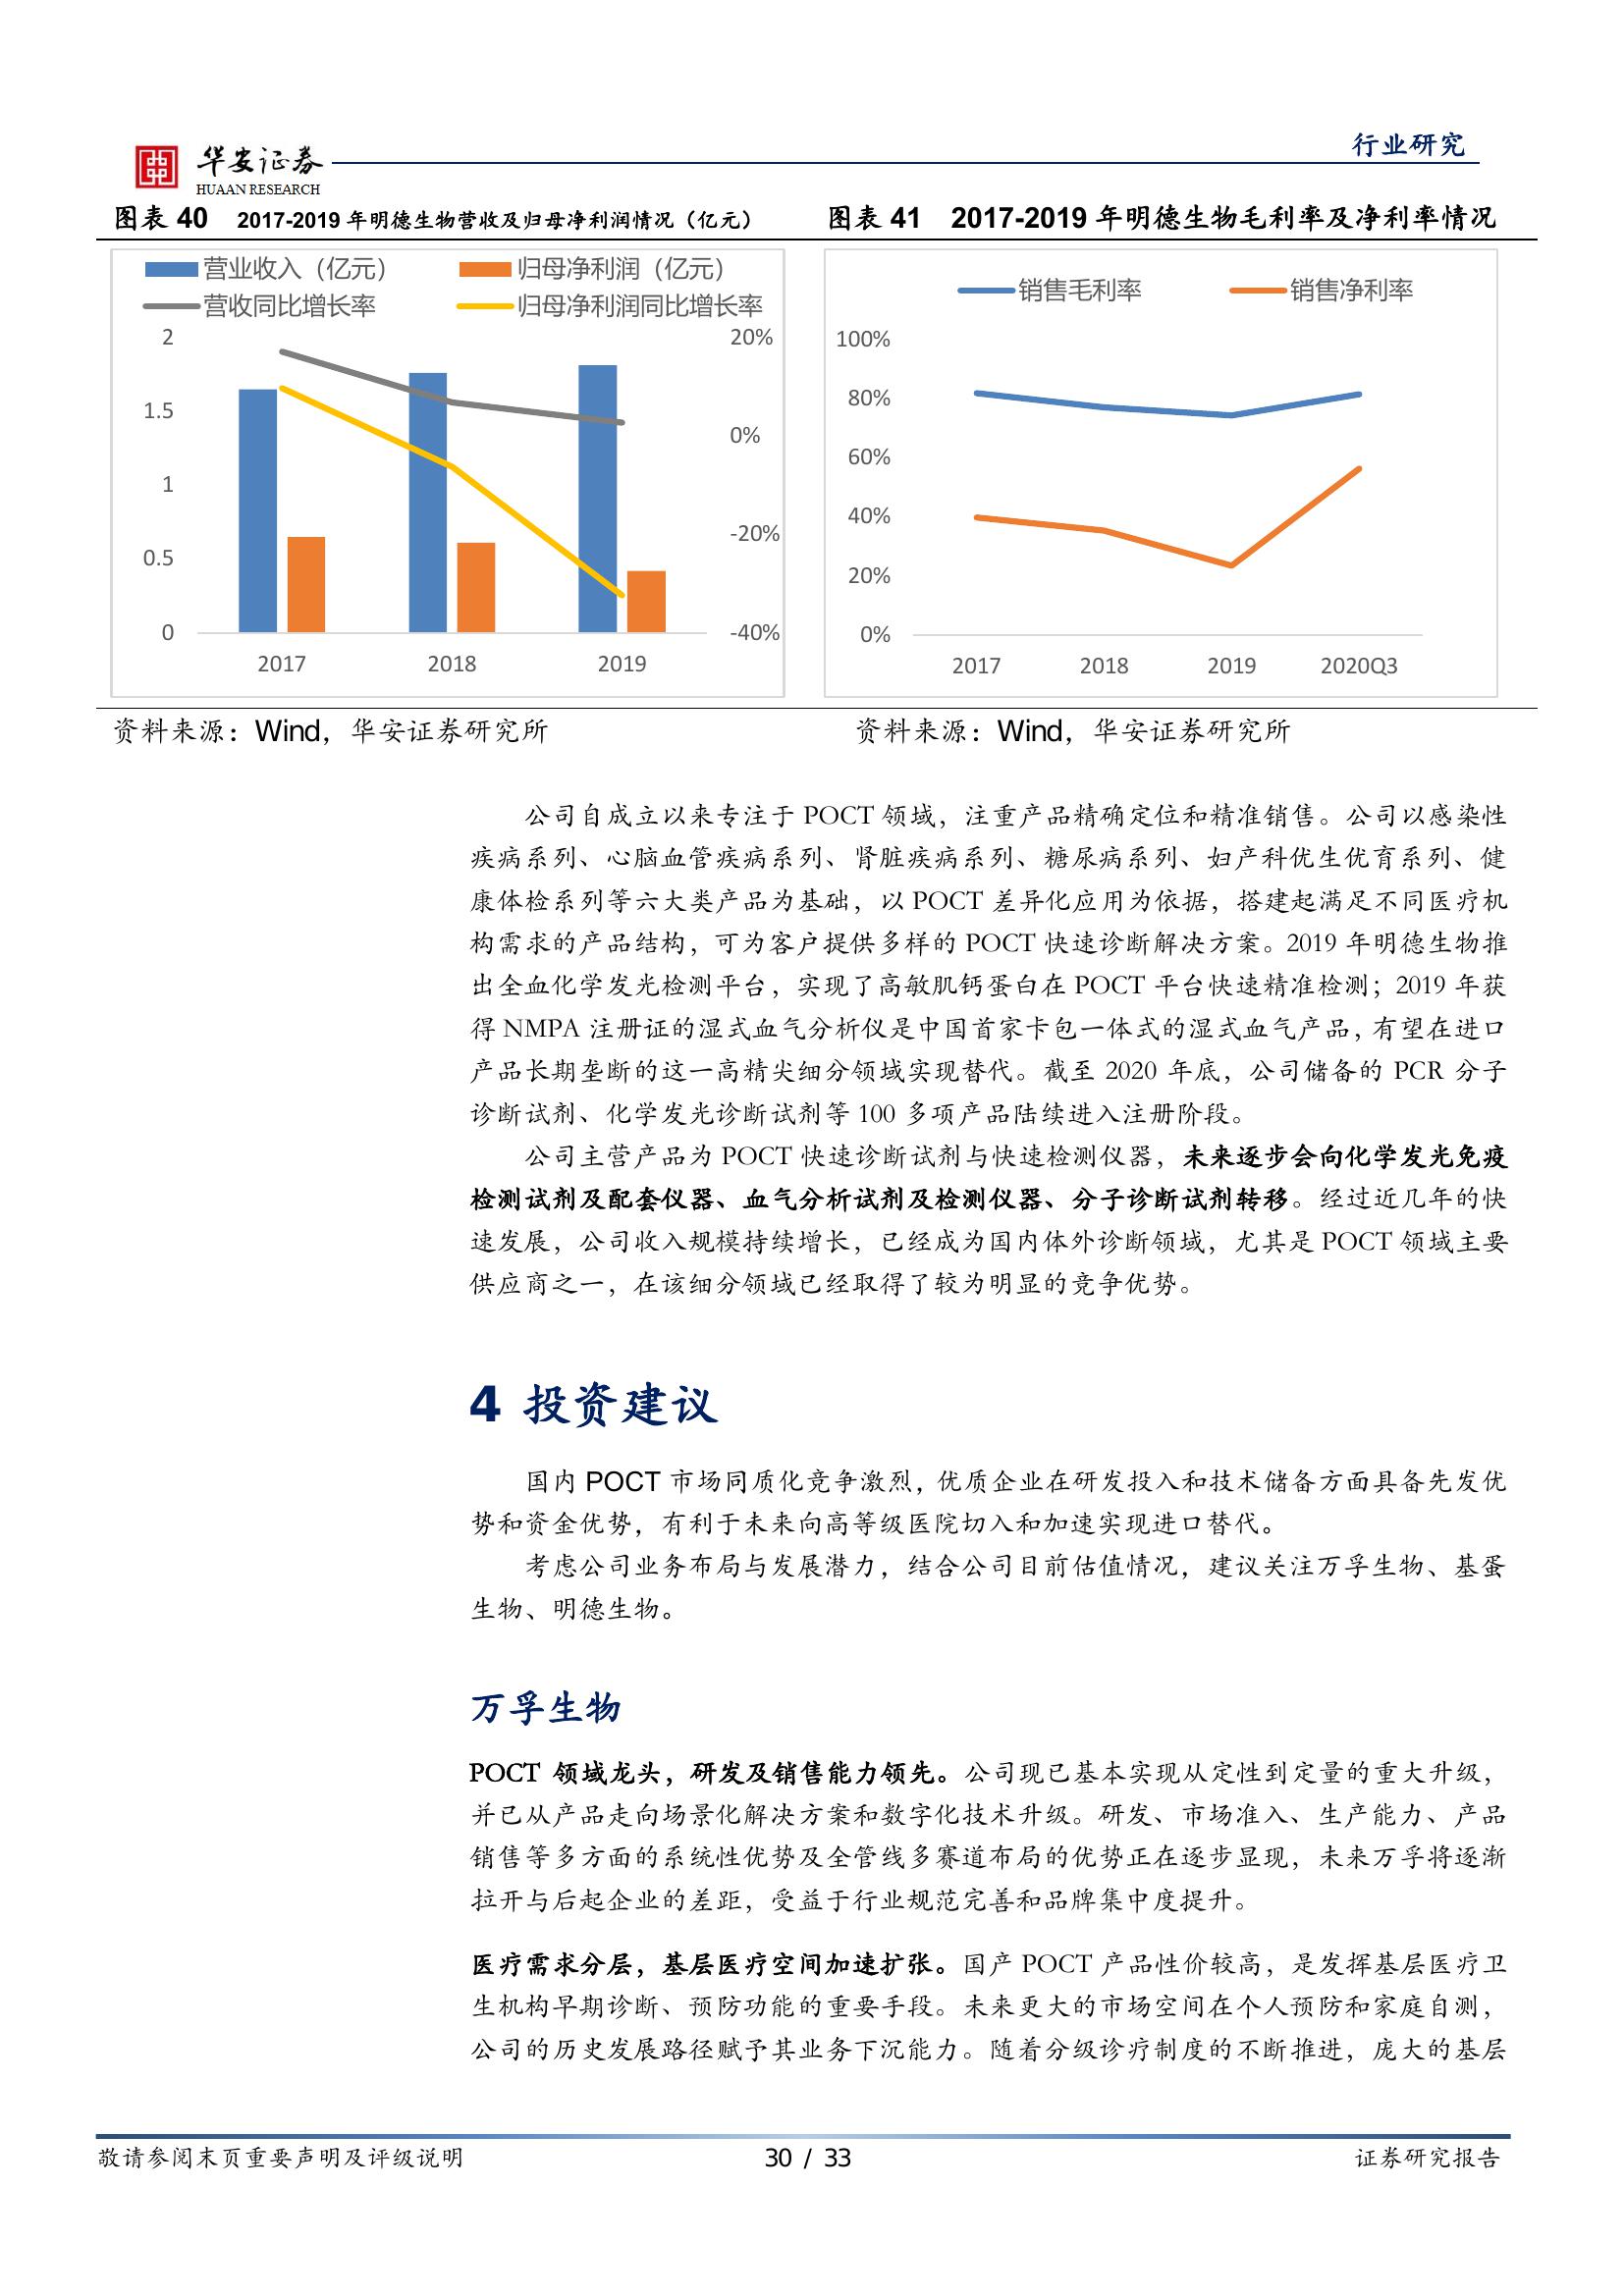 行业研究
华安证券
HUAAN RESEARCH
图表 40 2017-2019 年明德生物营收及归母净利润情况（亿元）
图表 41 2017-2019 年明德生物毛利率及净利率情况
营业收入（亿元） 归母净利润（亿元）
营收同比增长率 归母净利润同比增长率
2 20%
1.5
0%
1
-20%
0.5
0 -40%
2017 2018 2019
销售毛利率 销售净利率
100%
80%
60%
40%
20%
0%
2017 2018 2019 2020Q3
资料来源：Wind，华安证券研究所
资料来源：Wind，华安证券研究所
公司自成立以来专注于 POCT 领域，注重产品精确定位和精准销售。公司以感染性
疾病系列、心脑血管疾病系列、肾脏疾病系列、糖尿病系列、妇产科优生优育系列、健
康体检系列等六大类产品为基础，以 POCT 差异化应用为依据，搭建起满足不同医疗机
构需求的产品结构，可为客户提供多样的 POCT 快速诊断解决方案。2019 年明德生物推
出全血化学发光检测平台，实现了高敏肌钙蛋白在 POCT 平台快速精准检测；2019 年获
得 NMPA 注册证的湿式血气分析仪是中国首家卡包一体式的湿式血气产品，有望在进口
产品长期垄断的这一高精尖细分领域实现替代。截至 2020 年底，公司储备的 PCR 分子
诊断试剂、化学发光诊断试剂等 100 多项产品陆续进入注册阶段。
公司主营产品为 POCT 快速诊断试剂与快速检测仪器，未来逐步会向化学发光免疫
检测试剂及配套仪器、血气分析试剂及检测仪器、分子诊断试剂转移。经过近几年的快
速发展，公司收入规模持续增长，已经成为国内体外诊断领域，尤其是 POCT 领域主要
供应商之一，在该细分领域已经取得了较为明显的竞争优势。
4 投资建议
国内 POCT 市场同质化竞争激烈，优质企业在研发投入和技术储备方面具备先发优
势和资金优势，有利于未来向高等级医院切入和加速实现进口替代。
考虑公司业务布局与发展潜力，结合公司目前估值情况，建议关注万孚生物、基蛋
生物、明德生物。
万孚生物
POCT 领域龙头，研发及销售能力领先。公司现已基本实现从定性到定量的重大升级，
并已从产品走向场景化解决方案和数字化技术升级。研发、市场准入、生产能力、产品
销售等多方面的系统性优势及全管线多赛道布局的优势正在逐步显现，未来万孚将逐渐
拉开与后起企业的差距，受益于行业规范完善和品牌集中度提升。
医疗需求分层，基层医疗空间加速扩张。国产 POCT 产品性价较高，是发挥基层医疗卫
生机构早期诊断、预防功能的重要手段。未来更大的市场空间在个人预防和家庭自测，
公司的历史发展路径赋予其业务下沉能力。随着分级诊疗制度的不断推进，庞大的基层
敬请参阅末页重要声明及评级说明 30 / 33 证券研究报告